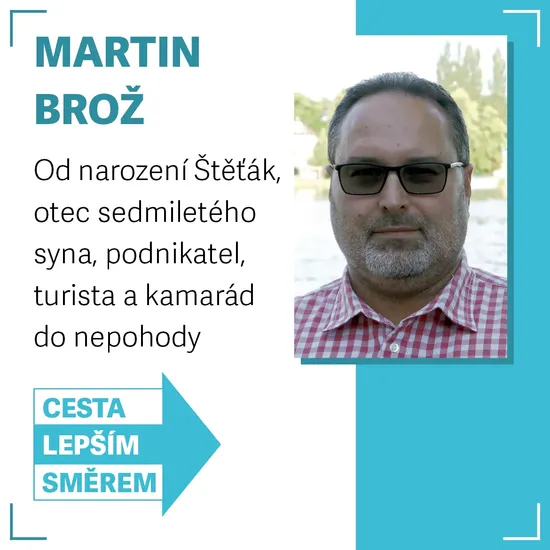 MARTIN
BROŽ
Od narození Štěťák,
otec sedmiletého
syna, podnikatel,
turista a kamarád
do nepohody
CESTA
LEPŠÍM
SMĚREM